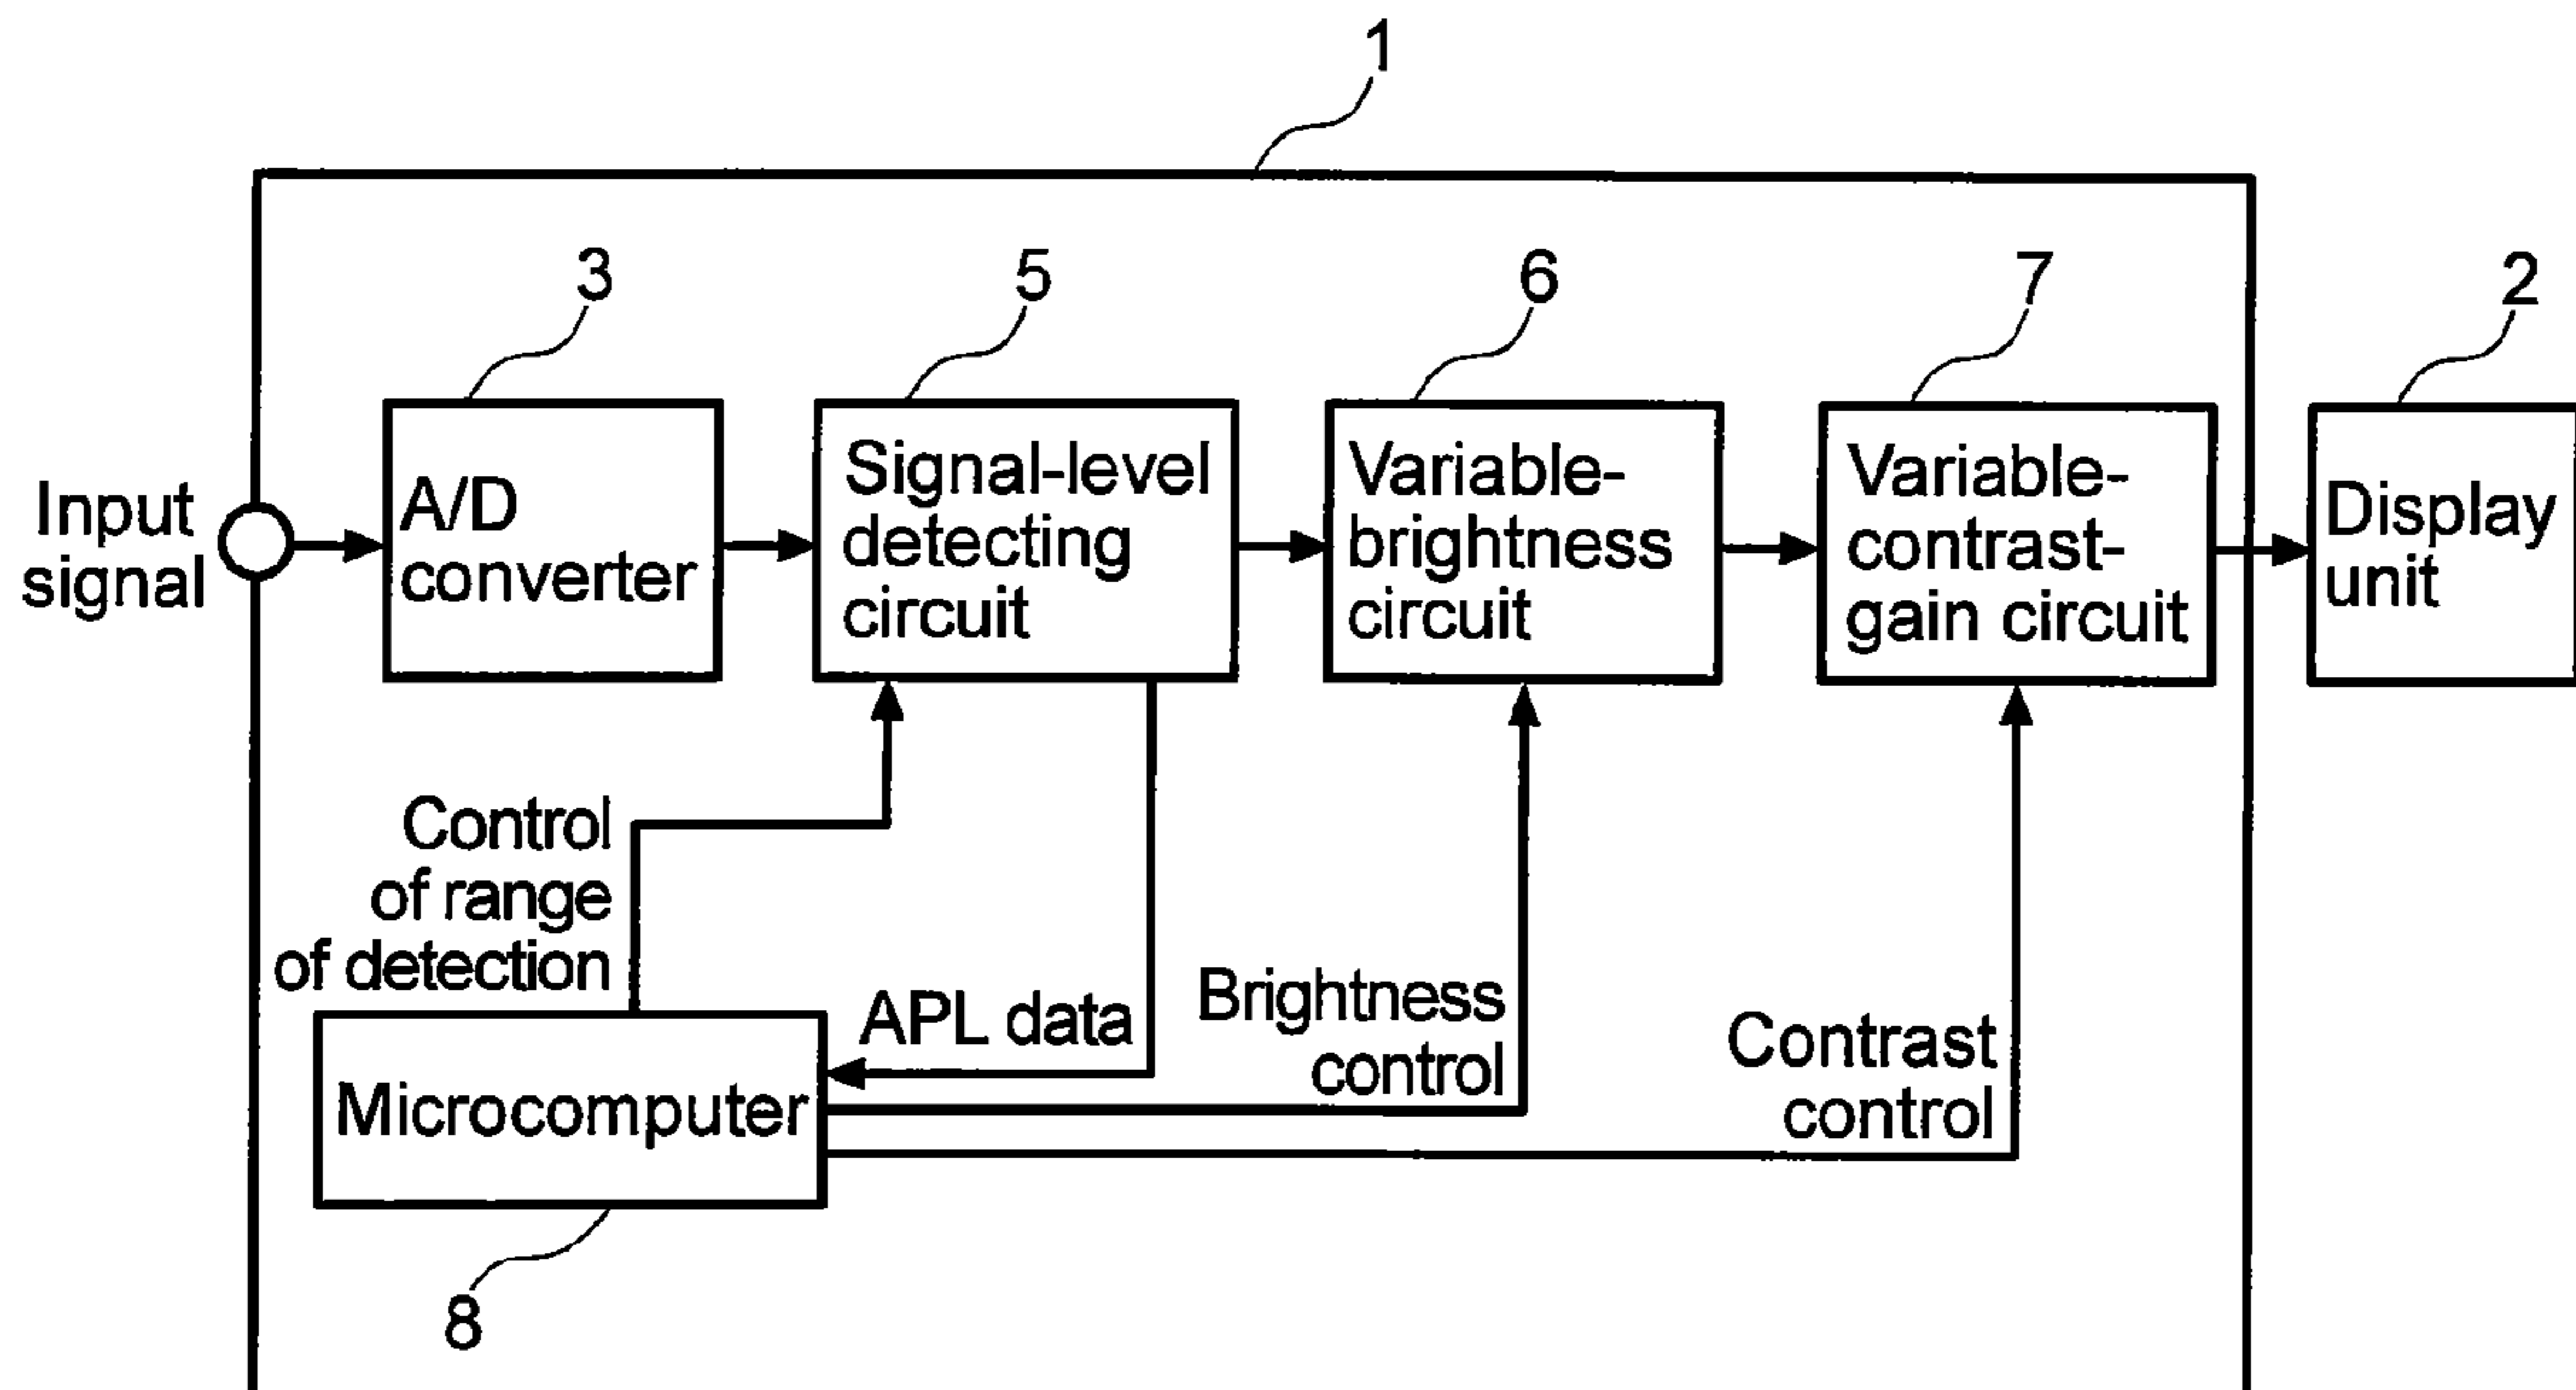 1
3
5
6
7
2
Input
signal
A/D
converter
Signal-level
detecting
circuit
Variable-
brightness
circuit
Variable-
contrast-
gain circuit
Display
unit
Control
of range
of detection
APL data
Brightness
control
Contrast
control
Microcomputer
8